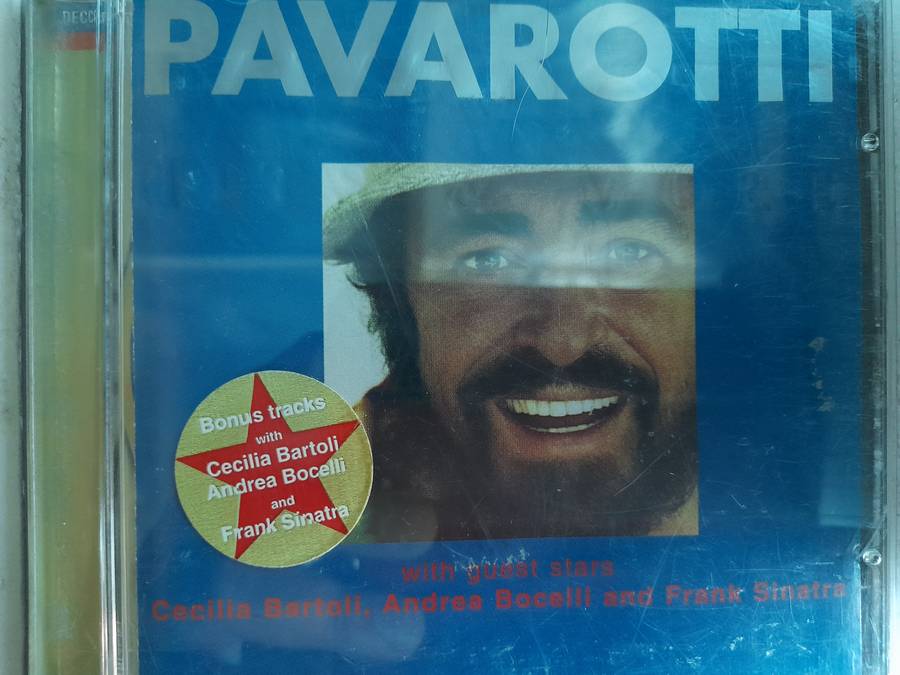 DECCA
PAVAROTTI
Bonus tracks
with
Cecilia Bartoli
Andrea Bocelli
and
Frank Sinatra
with guest stars
Cecilia Bartoli, Andrea Bocelli and Frank Sinatra